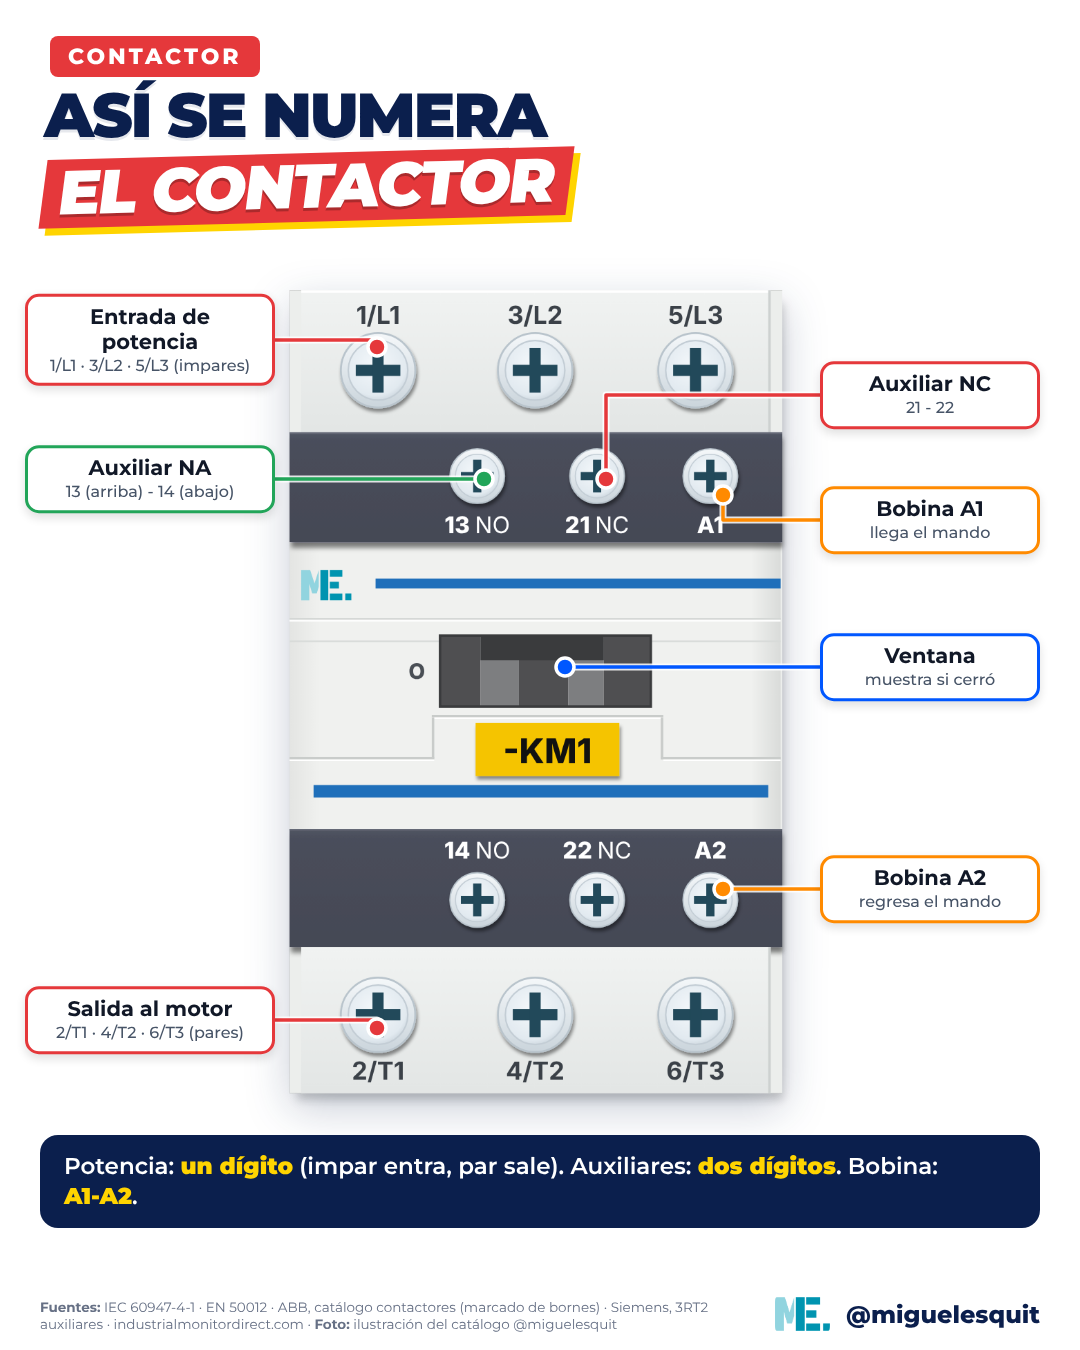 CONTACTOR
ASÍ SE NUMERA
EL CONTACTOR
Entrada de
potencia
1/L1 · 3/L2 · 5/L3 (impares)
1/L1
3/L2
5/L3
Auxiliar NC
21 - 22
Auxiliar NA
13 (arriba) - 14 (abajo)
13 NO
21 NC
A1
Bobina A1
llega el mando
ME.
O
Ventana
muestra si cerró
-KM1
14 NO
22 NC
A2
Bobina A2
regresa el mando
Salida al motor
2/T1 · 4/T2 · 6/T3 (pares)
2/T1
4/T2
6/T3
Potencia: un dígito (impar entra, par sale). Auxiliares: dos dígitos. Bobina:
A1-A2.
Fuentes: IEC 60947-4-1 · EN 50012 · ABB, catálogo contactores (marcado de bornes) · Siemens, 3RT2
auxiliares · industrialmonitordirect.com · Foto: ilustración del catálogo @miguelesquit
ME. @miguelesquit